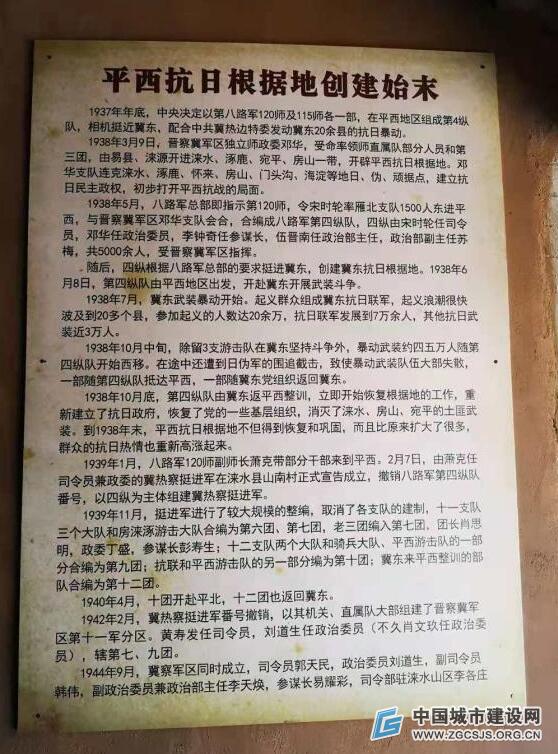 平西抗日根据地创建始末
1937年年底，中央决定以第八路军120师及115师各一部，在平西地区组成第4纵
队，相机挺近冀东，配合中共冀热边特委发动冀东20余县的抗日暴动。
1938年3月9日，晋察冀军区独立师政委邓华，受命率领师直属队部分人员和第
三团，由易县、涞源开进涞水、涿鹿、宛平、房山一带，开辟平西抗日根据地。邓
华支队连克涞水、涿鹿、怀来、房山、门头沟、海淀等地日、伪、顽据点，建立抗
日民主政权，初步打开平西抗战的局面。
1938年5月，八路军总部即指示第120师，令宋时轮率雁北支队1500人东进平
西，与晋察冀军区邓华支队会合，合编成八路军第四纵队，四纵由宋时轮任司令
员，邓华任政治委员，李钟奇任参谋长，伍晋南任政治部主任，政治部副主任苏
梅，共5000余人，受晋察冀军区指挥。
随后，四纵根据八路军总部的要求挺进冀东，创建冀东抗日根据地。1938年6
月8日，第四纵队由平西地区出发，开赴冀东开展武装斗争。
1938年7月，冀东武装暴动开始。起义群众组成冀东抗日联军，起义浪潮很快
波及到20多个县，参加起义的人数达20余万，抗日联军发展到7万余人，其他抗日武
装近3万人。
1938年10月中旬，除留3支游击队在冀东坚持斗争外，暴动武装约四五万人随第
四纵队开始西移。在途中还遭到日伪军的围追截击，致使暴动武装队伍大部失散，
一部随第四纵队抵达平西，一部随冀东党组织返回冀东。
1938年10月底，第四纵队由冀东返平西整训，立即开始恢复根据地的工作，重
新建立了抗日政府，恢复了党的一些基层组织，消灭了涞水、房山、宛平的土匪武
装。到1938年末，平西抗日根据地不但得到恢复和巩固，而且比原来扩大了很多，
群众的抗日热情也重新高涨起来。
1939年1月，八路军120师副师长萧克带部分干部来到平西。2月7日，由萧克任
司令员兼政委的冀热察挺进军在涞水县山南村正式宣告成立，撤销八路军第四纵队
番号，以四纵为主体组建冀热察挺进军。
1939年11月，挺进军进行了较大规模的整编，取消了各支队的建制，十一支队
三个大队和房涞涿游击大队合编为第六团、第七团，老三团编入第七团，团长肖思
明，政委丁盛，参谋长彭寿生；十二支队两个大队和骑兵大队、平西游击队的一部
分合编为第九团；抗联和平西游击队的另一部分编为第十团；冀东来平西整训的部
队合编为第十二团。
1940年4月，十团开赴平北，十二团也返回冀东。
1942年2月，冀热察挺进军番号撤销，以其机关、直属队大部组建了晋察冀军
区第十一军分区。黄寿发任司令员，刘道生任政治委员（不久肖文玖任政治委
员），辖第七、九团。
1944年9月，冀察军区同时成立，司令员郭天民，政治委员刘道生，副司令员
韩伟，副政治委员兼政治部主任李天焕，参谋长易耀彩，司令部驻涞水山区李各庄
中国城市建设网
WWW.ZGCSJS.ORG.CN